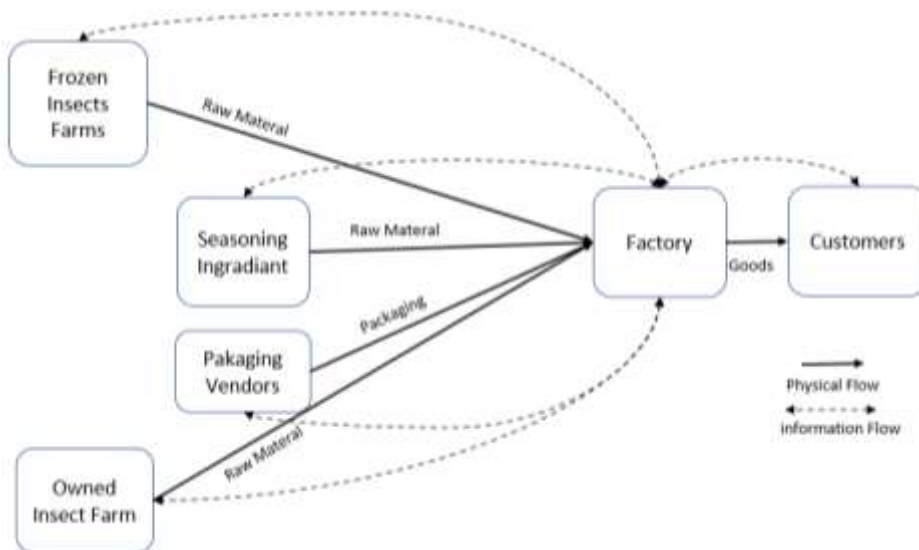 Frozen
Insects
Farms
Raw Materal
Seasoning
Ingradiant
Raw Materal
Factory
Customers
Goods
Packaging
Pakaging
Vendors
Physical Flow
information Flow
Raw Materal
Owned
Insect Farm